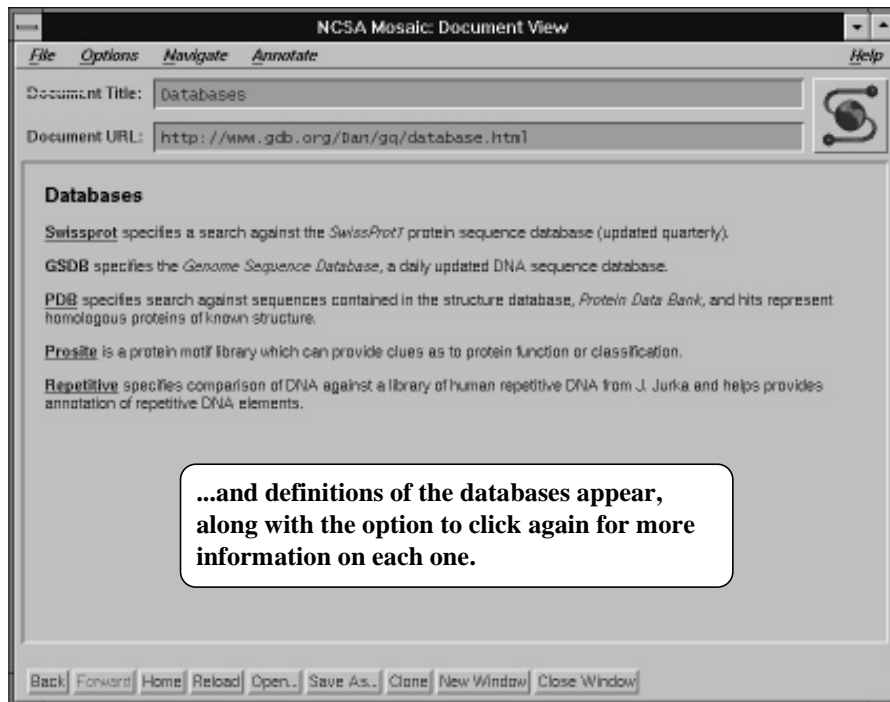 NCSA Mosaic: Document View
File Options Navigate Annotate Help
Document Title: Databases
Document URL: http://www.gdb.org/Dan/gq/database.html
Databases
Swissprot specifies a search against the SwissProt7 protein sequence database (updated quarterly).
GSDB specifies the Genome Sequence Database, a daily updated DNA sequence database.
PDB specifies search against sequences contained in the structure database, Protein Data Bank, and hits represent
homologous proteins of known structure.
Prosite is a protein motif library which can provide clues as to protein function or classification.
Repetitive specifies comparison of DNA against a library of human repetitive DNA from J. Jurka and helps provides
annotation of repetitive DNA elements.
...and definitions of the databases appear,
along with the option to click again for more
information on each one.
Back Forward Home Reload Open... Save As... Clone New Window Close Window